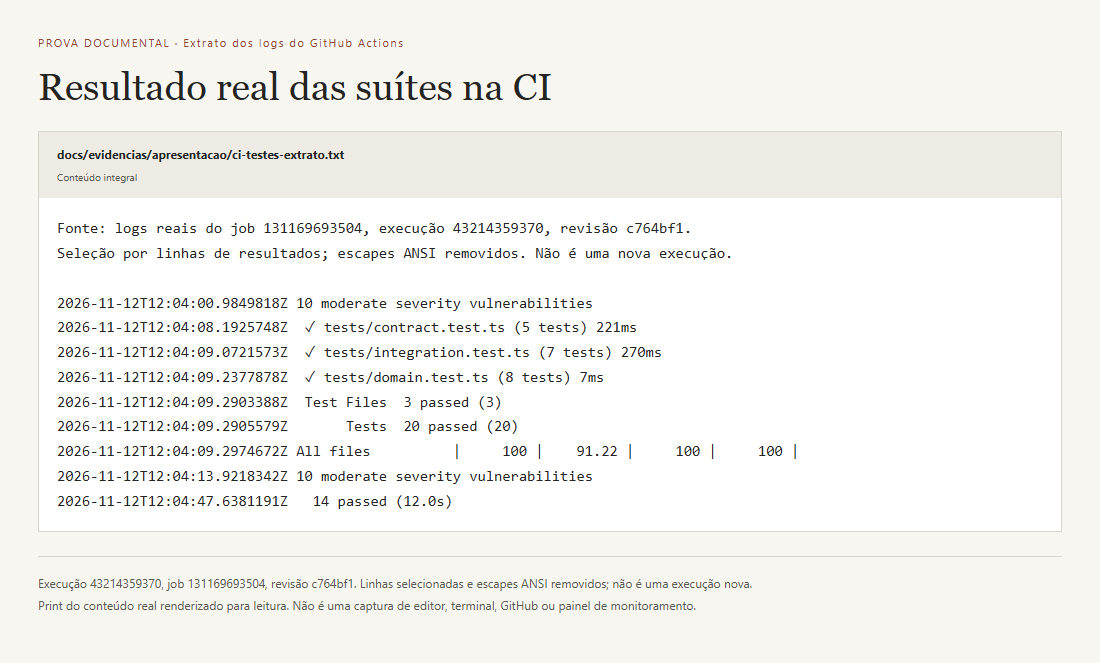 PROVA DOCUMENTAL · Extrato dos logs do GitHub Actions
Resultado real das suítes na CI
docs/evidencias/apresentacao/ci-testes-extrato.txt
Conteúdo integral
Fonte: logs reais do job 131169693504, execução 43214359370, revisão c764bf1.
Seleção por linhas de resultados; escapes ANSI removidos. Não é uma nova execução.
2026-11-12T12:04:00.9849818Z 10 moderate severity vulnerabilities
2026-11-12T12:04:08.1925748Z  ✓ tests/contract.test.ts (5 tests) 221ms
2026-11-12T12:04:09.0721573Z  ✓ tests/integration.test.ts (7 tests) 270ms
2026-11-12T12:04:09.2377878Z  ✓ tests/domain.test.ts (8 tests) 7ms
2026-11-12T12:04:09.2903388Z  Test Files  3 passed (3)
2026-11-12T12:04:09.2905579Z       Tests  20 passed (20)
2026-11-12T12:04:09.2974672Z All files          |     100 |    91.22 |     100 |     100 |
2026-11-12T12:04:13.9218342Z 10 moderate severity vulnerabilities
2026-11-12T12:04:47.6381191Z   14 passed (12.0s)
Execução 43214359370, job 131169693504, revisão c764bf1. Linhas selecionadas e escapes ANSI removidos; não é uma execução nova.
Print do conteúdo real renderizado para leitura. Não é uma captura de editor, terminal, GitHub ou painel de monitoramento.